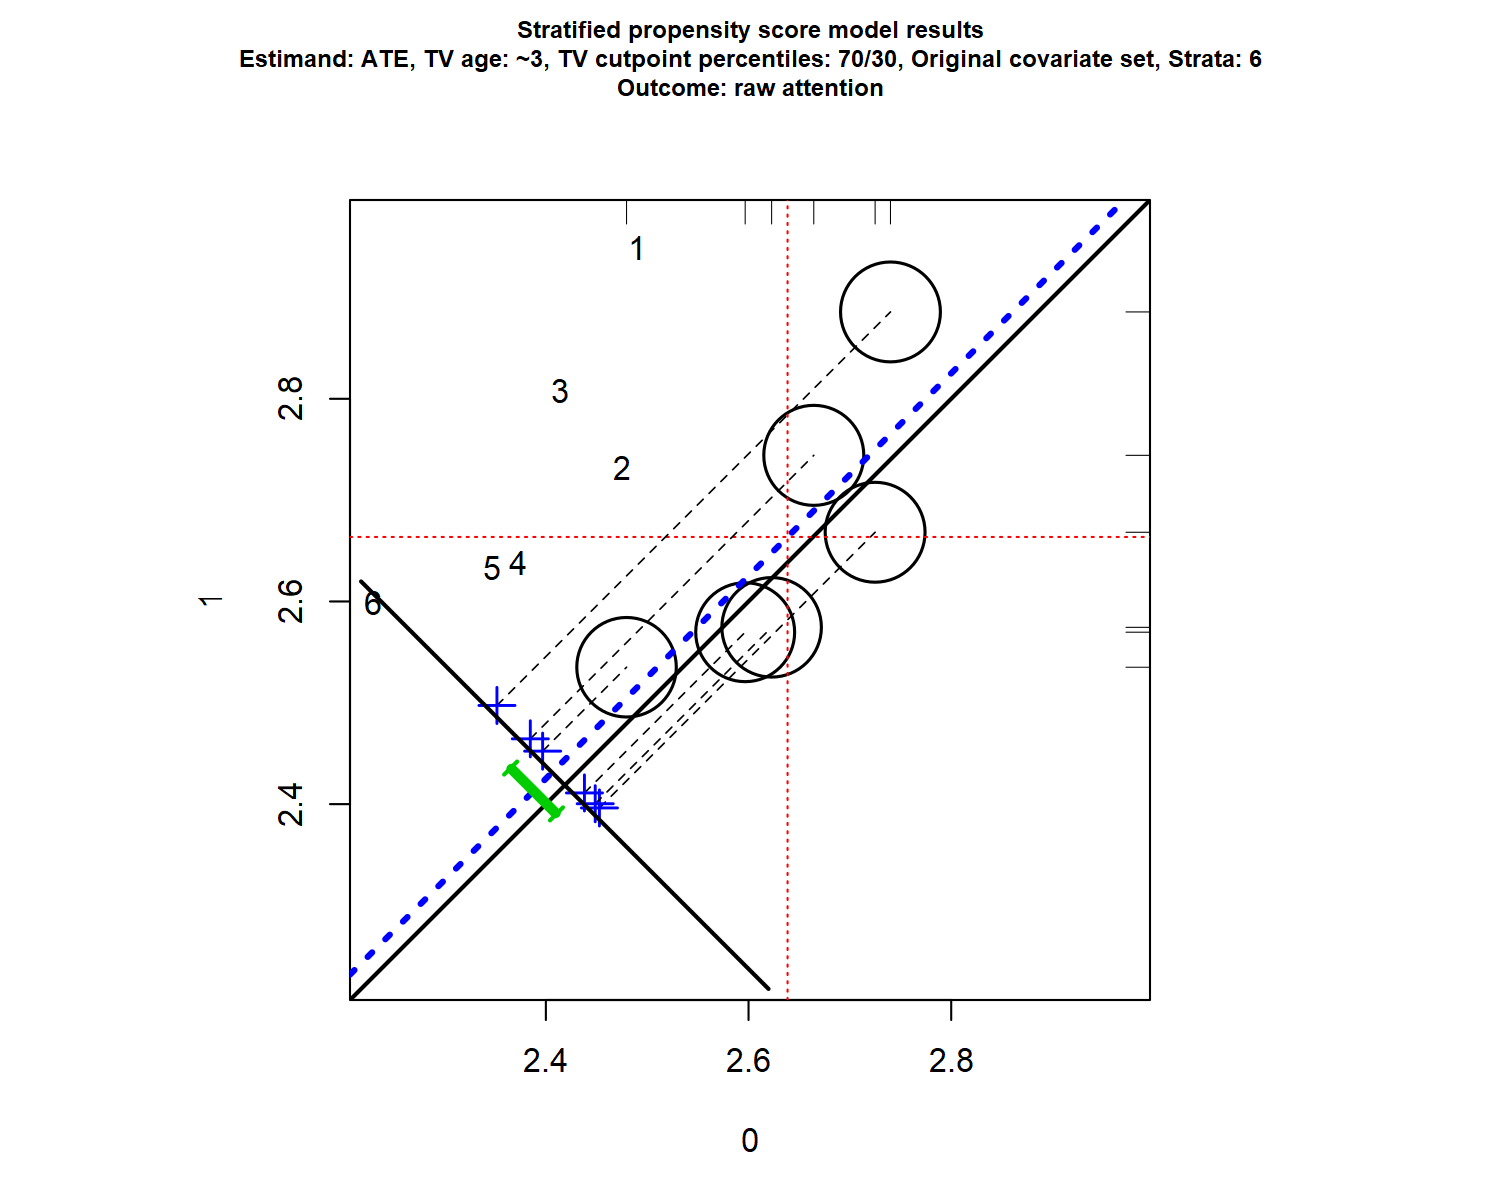 Stratified propensity score model results
Estimand: ATE, TV age: ~3, TV cutpoint percentiles: 70/30, Original covariate set, Strata: 6
Outcome: raw attention
1
3
2
5 4
6
2.8
2.6
2.4
1
2.4 2.6 2.8
0